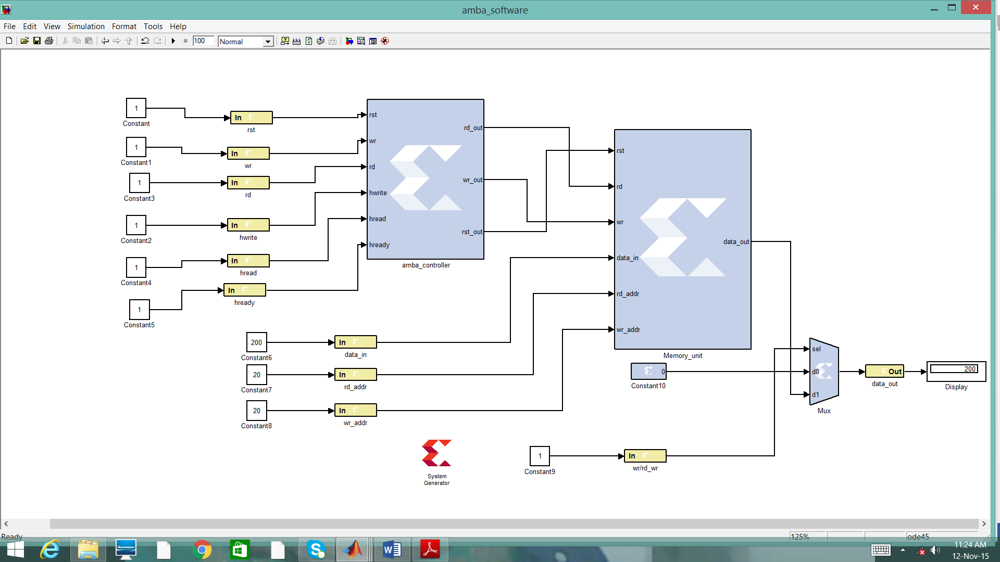 amba_software
File Edit View Simulation Format Tools Help
100 Normal
1
Constant
In
rst
1
Constant1
In
wr
1
Constant3
In
rd
1
Constant2
In
hwrite
1
Constant4
In
hread
1
Constant5
In
hready
rst
wr
rd
hwrite
hread
hready
rd_out
wr_out
rst_out
amba_controller
200
Constant6
In
data_in
20
Constant7
In
rd_addr
20
Constant8
In
wr_addr
rst
rd
wr
data_in
rd_addr
wr_addr
data_out
Memory_unit
0
Constant10
sel
d0
d1
Mux
Out
data_out
200
Display
System
Generator
1
Constant9
In
wr/rd_wr
Ready
125%
ode45
lenovo
11:24 AM
12-Nov-15